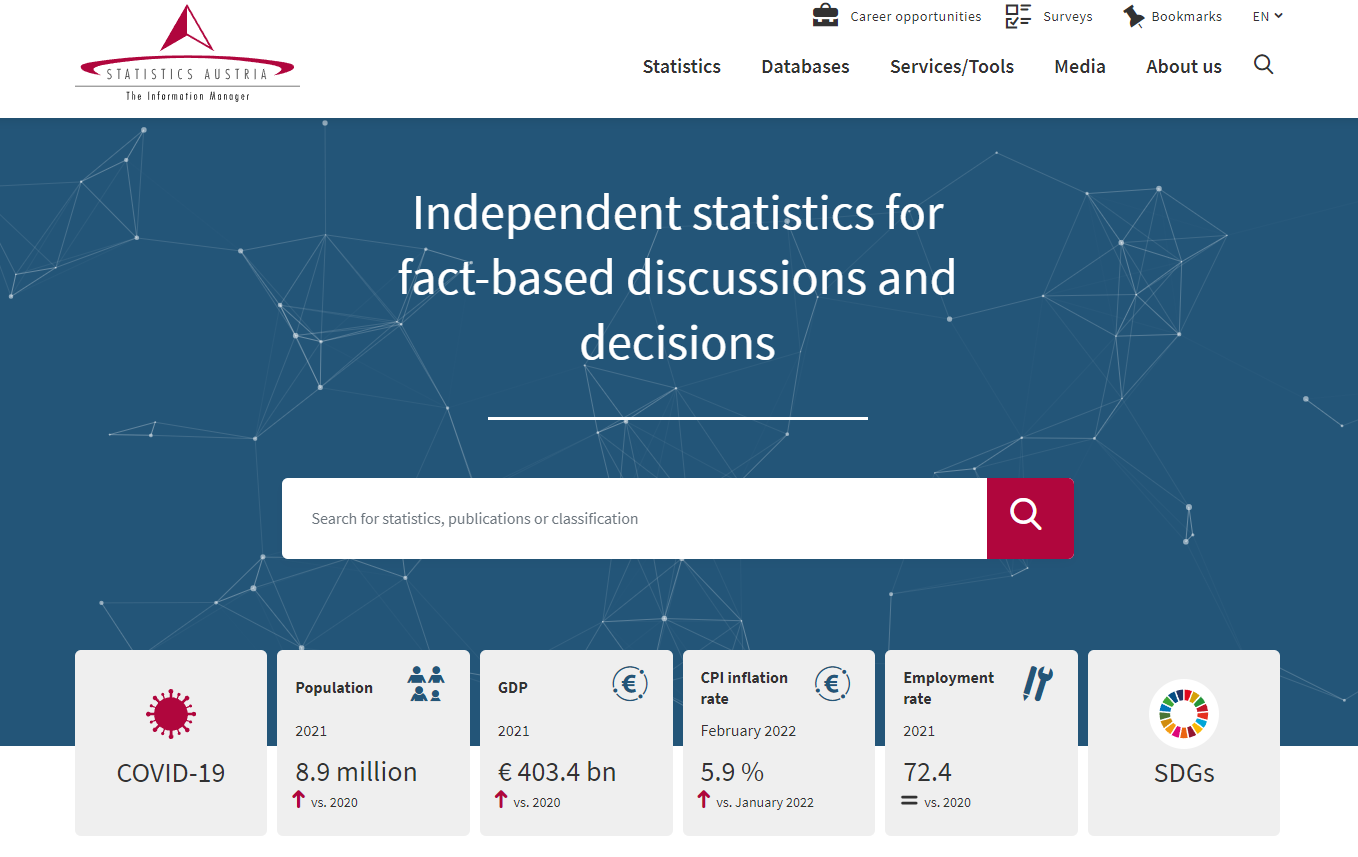 Career opportunities
Surveys
Bookmarks
EN
STATISTICS AUSTRIA
The Information Manager
Statistics
Databases
Services/Tools
Media
About us
Independent statistics for
fact-based discussions and
decisions
Search for statistics, publications or classification
COVID-19
Population
2021
8.9 million
vs. 2020
GDP
2021
€ 403.4 bn
vs. 2020
CPI inflation
rate
February 2022
5.9 %
vs. January 2022
Employment
rate
2021
72.4
vs. 2020
SDGs